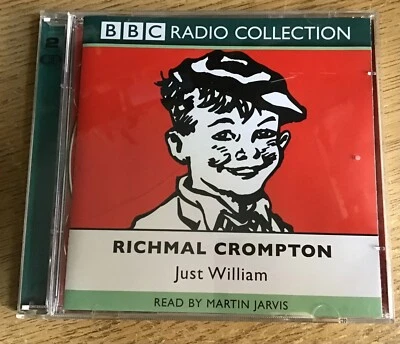 BBC RADIO COLLECTION
RICHMAL CROMPTON
Just William
READ BY MARTIN JARVIS